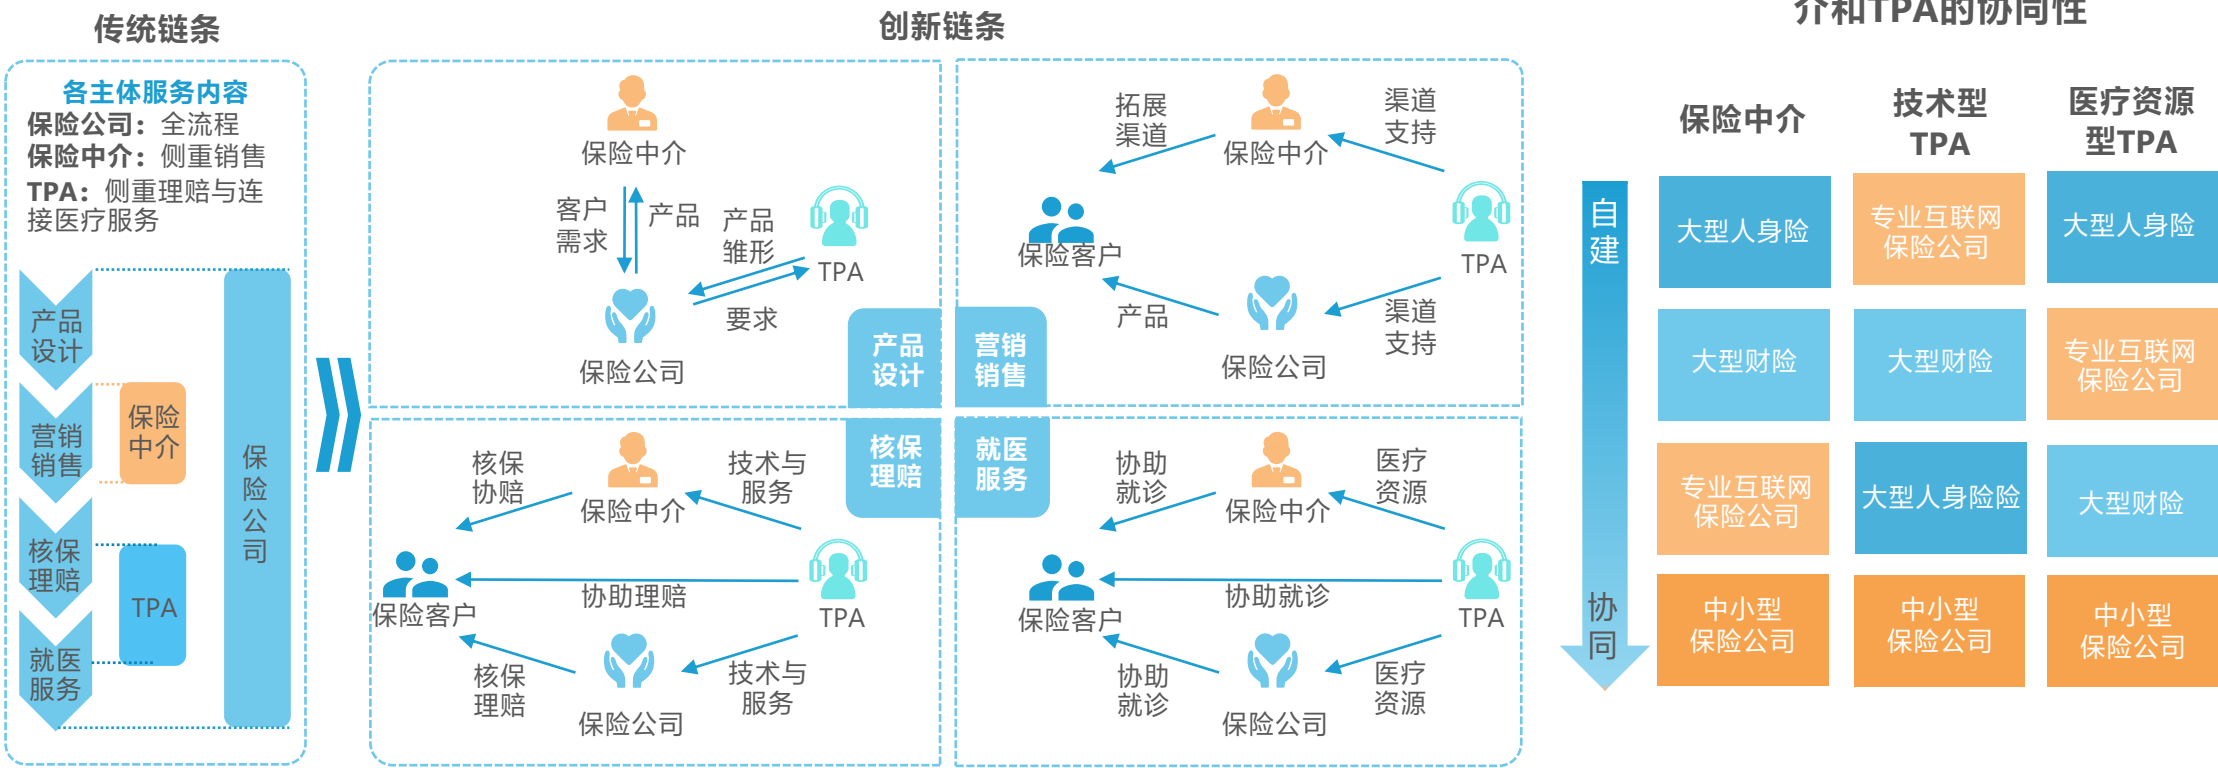 传统链条
各主体服务内容
保险公司：全流程
保险中介：侧重销售
TPA：侧重理赔与连
接医疗服务
产品
设计
营销
销售
核保
理赔
就医
服务
保险
中介
TPA
保
险
公
司
创新链条
保险中介
客户
需求
产品
产品
雏形
TPA
要求
保险公司
产品
设计
拓展
渠道
保险中介
渠道
支持
保险客户
TPA
产品
渠道
支持
保险公司
营销
销售
核保
理赔
核保
协赔
保险中介
技术与
服务
保险客户
协助理赔
TPA
核保
理赔
保险公司
技术与
服务
就医
服务
协助
就诊
保险中介
医疗
资源
保险客户
协助就诊
TPA
协助
就诊
保险公司
医疗
资源
介和TPA的协同性
保险中介
技术型
TPA
医疗资源
型TPA
自
建
协
同
大型人身险
专业互联网
保险公司
大型人身险
大型财险
大型财险
专业互联网
保险公司
专业互联网
保险公司
大型人身险险
大型财险
中小型
保险公司
中小型
保险公司
中小型
保险公司